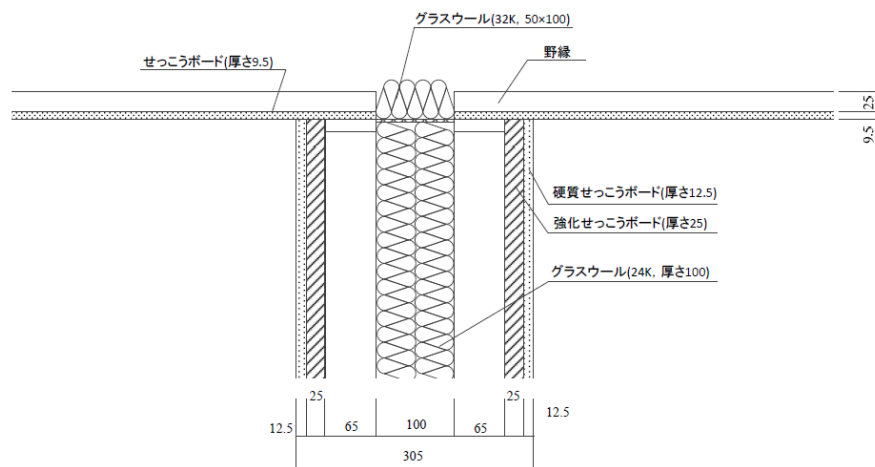 グラスウール(32K, 50×100)
せっこうボード(厚さ9.5)
野縁
25
9.5
硬質せっこうボード(厚さ12.5)
強化せっこうボード(厚さ25)
グラスウール(24K, 厚さ100)
25
25
12.5
65
100
65
12.5
305